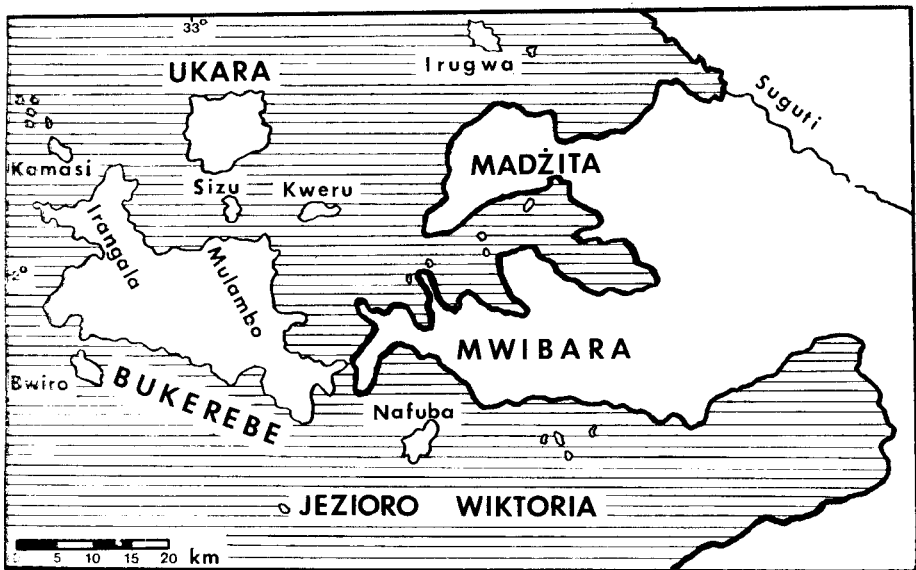 33°
UKARA
Irugwa
Suguti
Kamasi
MADŻITA
Sizu
Kweru
Irangala
Mulambo
2°
MWIBARA
Bwiro
BUKEREBE
Nafuba
JEZIORO WIKTORIA
5 10 15 20 km